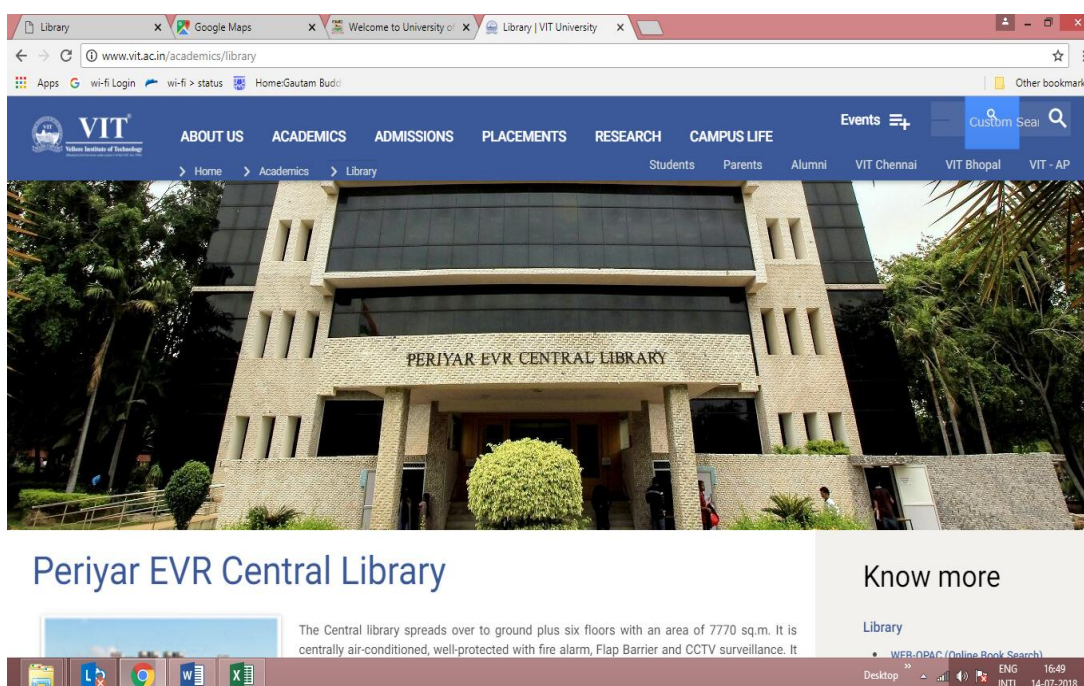 Library
Google Maps
Welcome to University of
Library | VIT University
www.vit.ac.in/academics/library
Apps G wi-fi Login wi-fi > status Home:Gautam Budd
Other bookmark
VIT
Vellore Institute of Technology
ABOUT US ACADEMICS ADMISSIONS PLACEMENTS RESEARCH CAMPUS LIFE
Events
Custom Sear
> Home > Academics > Library
Students Parents Alumni VIT Chennai VIT Bhopal VIT - AP
PERIYAR EVR CENTRAL LIBRARY
Periyar EVR Central Library
Know more
The Central library spreads over to ground plus six floors with an area of 7770 sq.m. It is
centrally air-conditioned, well-protected with fire alarm, Flap Barrier and CCTV surveillance. It
Library
• WEB-OPAC (Online Book Search)
Desktop
ENG 16:49
INTL 14-07-2018